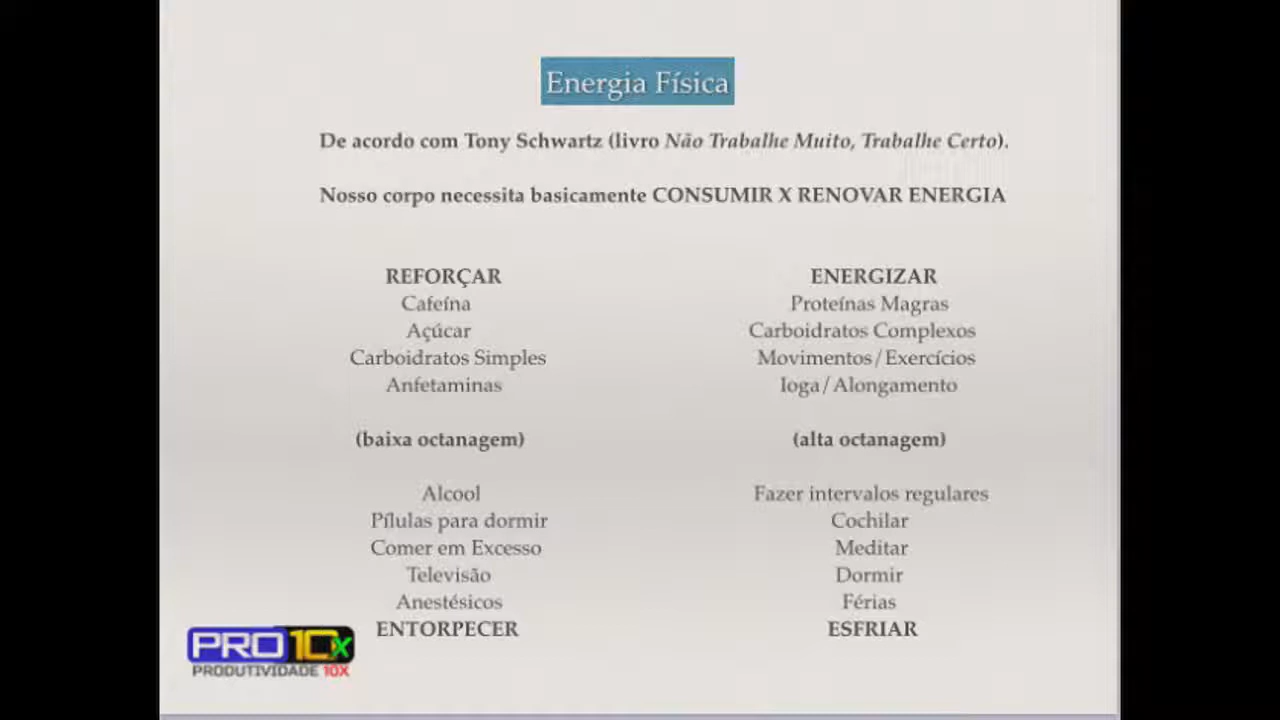 Energia Física
De acordo com Tony Schwartz (livro Não Trabalhe Muito, Trabalhe Certo).
Nosso corpo necessita basicamente CONSUMIR X RENOVAR ENERGIA
REFORÇAR
Cafeína
Açúcar
Carboidratos Simples
Anfetaminas
(baixa octanagem)
Alcool
Pílulas para dormir
Comer em Excesso
Televisão
Anestésicos
ENTORPECER
ENERGIZAR
Proteínas Magras
Carboidratos Complexos
Movimentos/Exercícios
Ioga/Alongamento
(alta octanagem)
Fazer intervalos regulares
Cochilar
Meditar
Dormir
Férias
ESFRIAR
PRO10x
PRODUTIVIDADE 10X